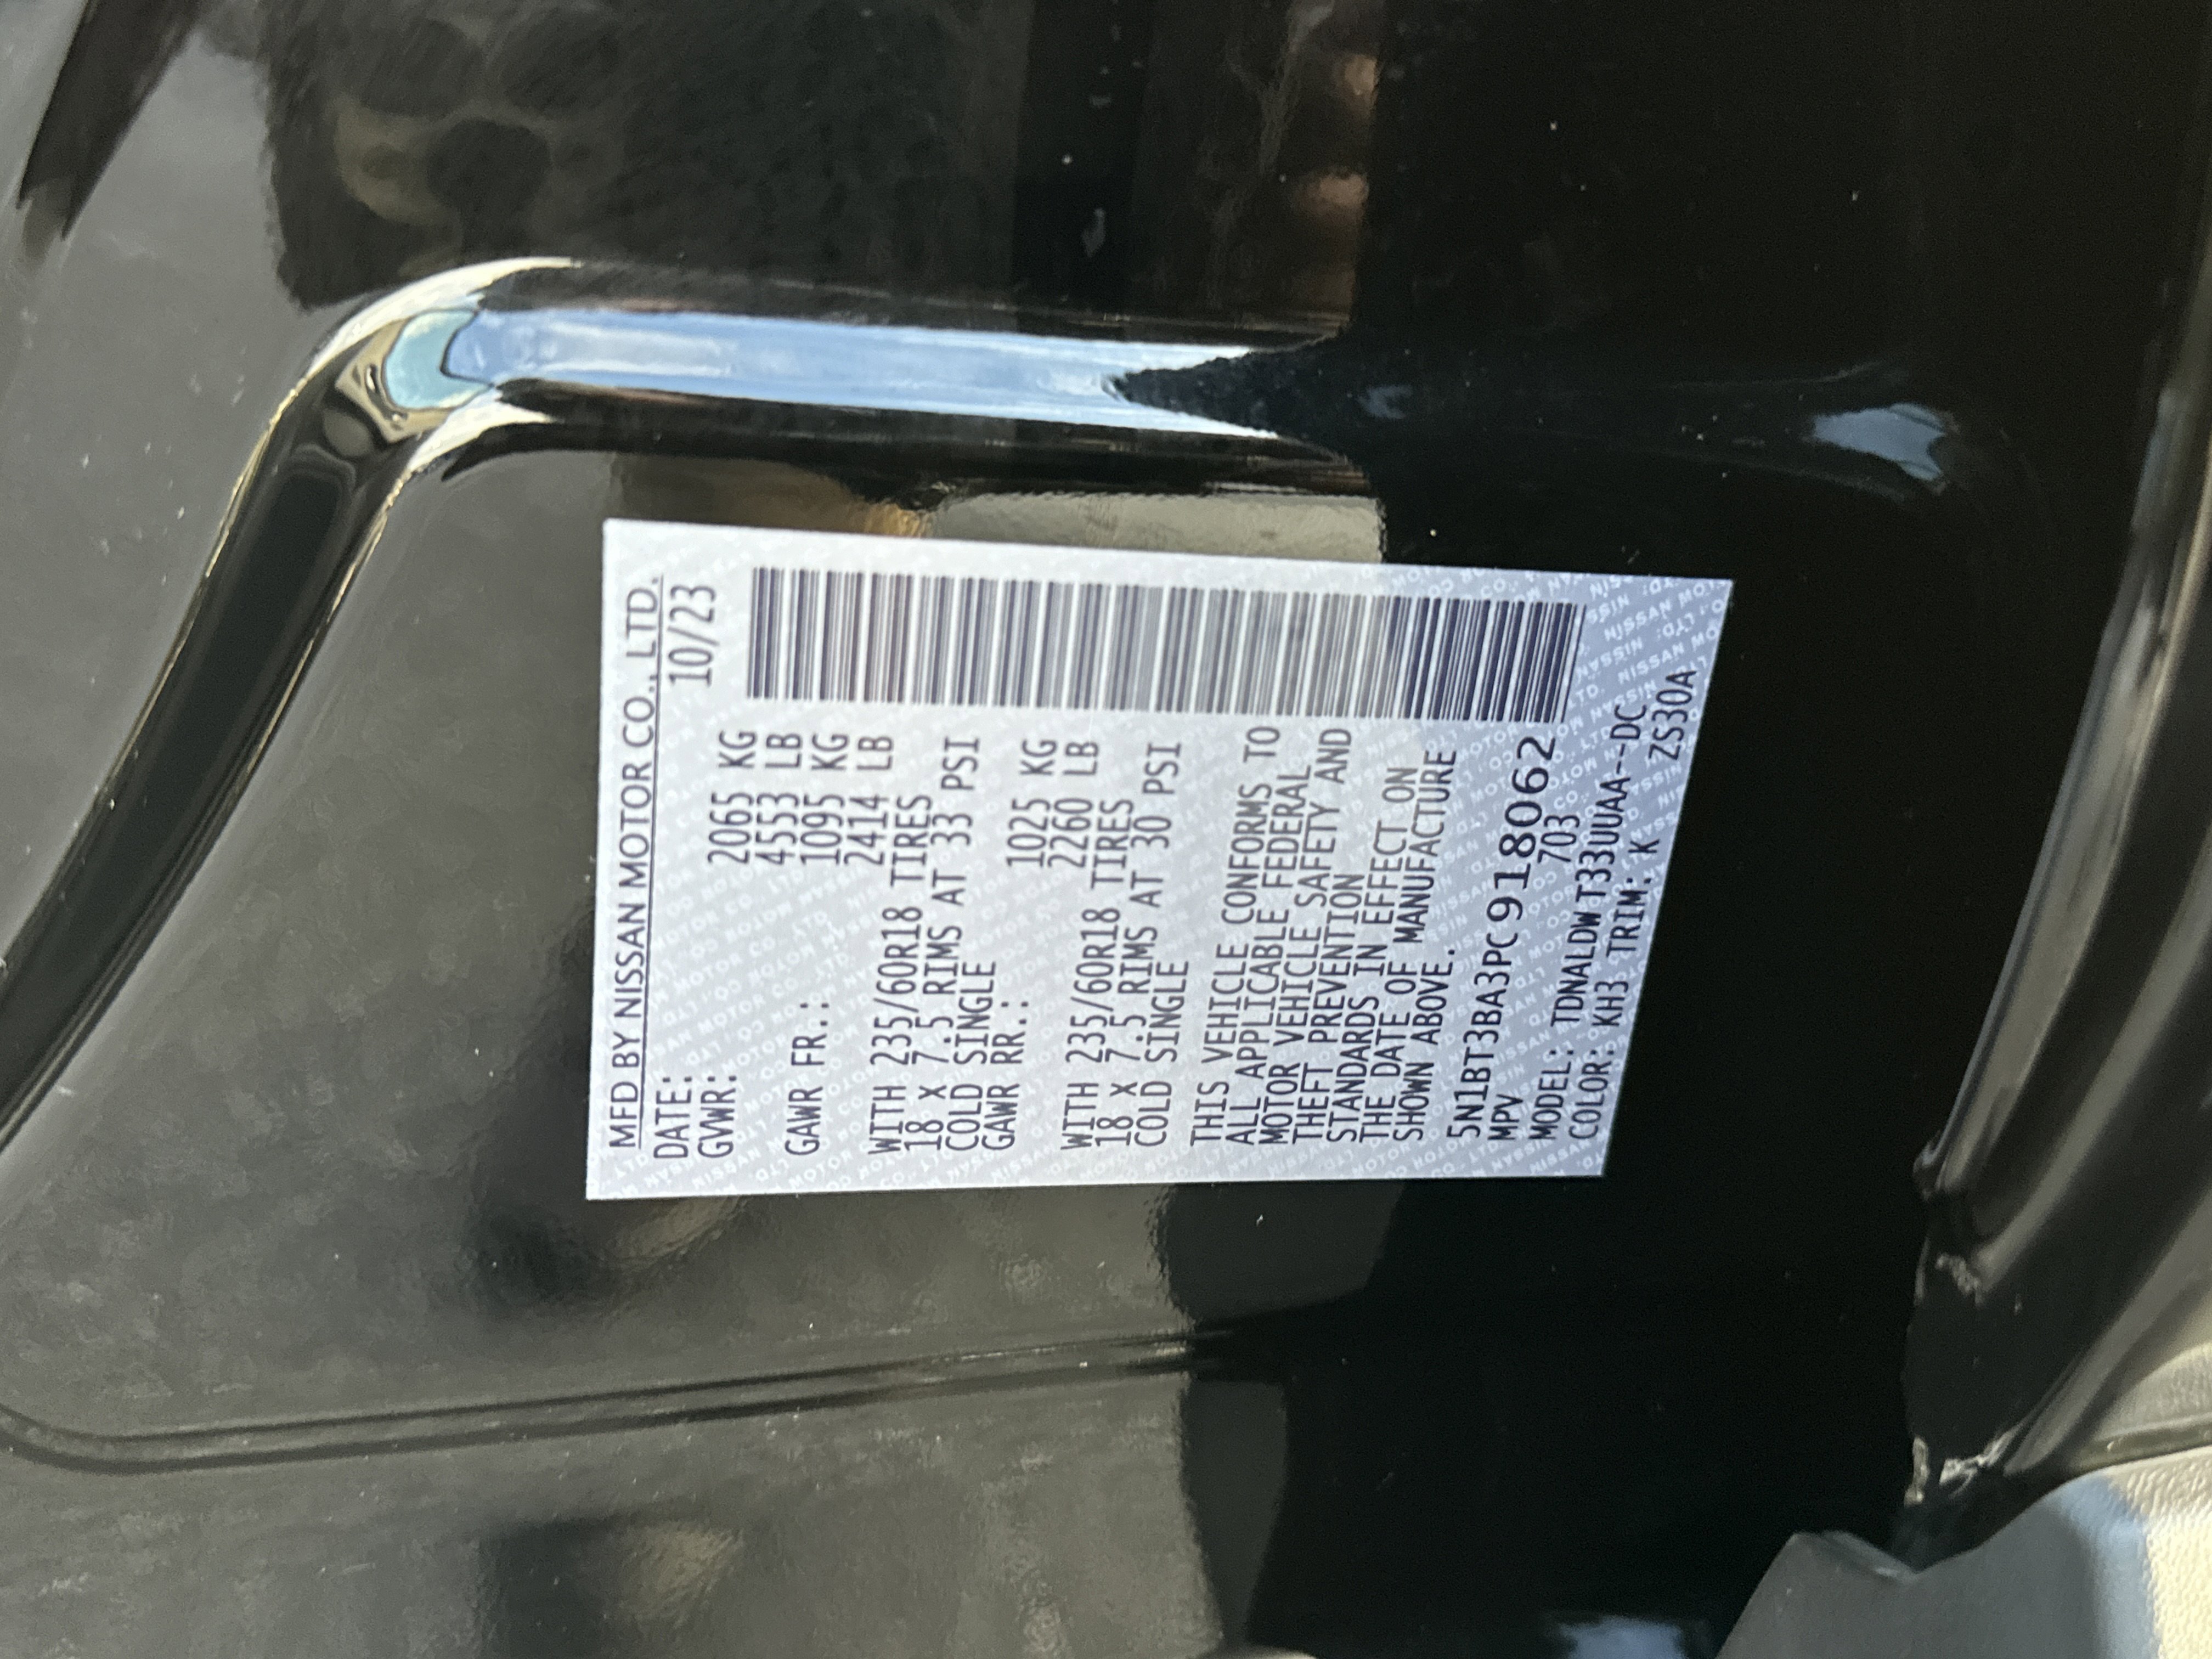 MFD BY NISSAN MOTOR CO., LTD.
DATE: 10/23
GVWR: 2065 KG
4553 LB
GAWR FR.: 1095 KG
2414 LB
WITH 235/60R18 TIRES
18 X 7.5 RIMS AT 33 PSI
COLD SINGLE
GAWR RR.: 1025 KG
2260 LB
WITH 235/60R18 TIRES
18 X 7.5 RIMS AT 30 PSI
COLD SINGLE
THIS VEHICLE CONFORMS TO
ALL APPLICABLE FEDERAL
MOTOR VEHICLE SAFETY AND
THEFT PREVENTION
STANDARDS IN EFFECT ON
THE DATE OF MANUFACTURE
SHOWN ABOVE.
5N1BT3BA3PC918062
MPV 703
MODEL: TDNALDW T33UUAA--DC
COLOR: KH3 TRIM: K ZS30A